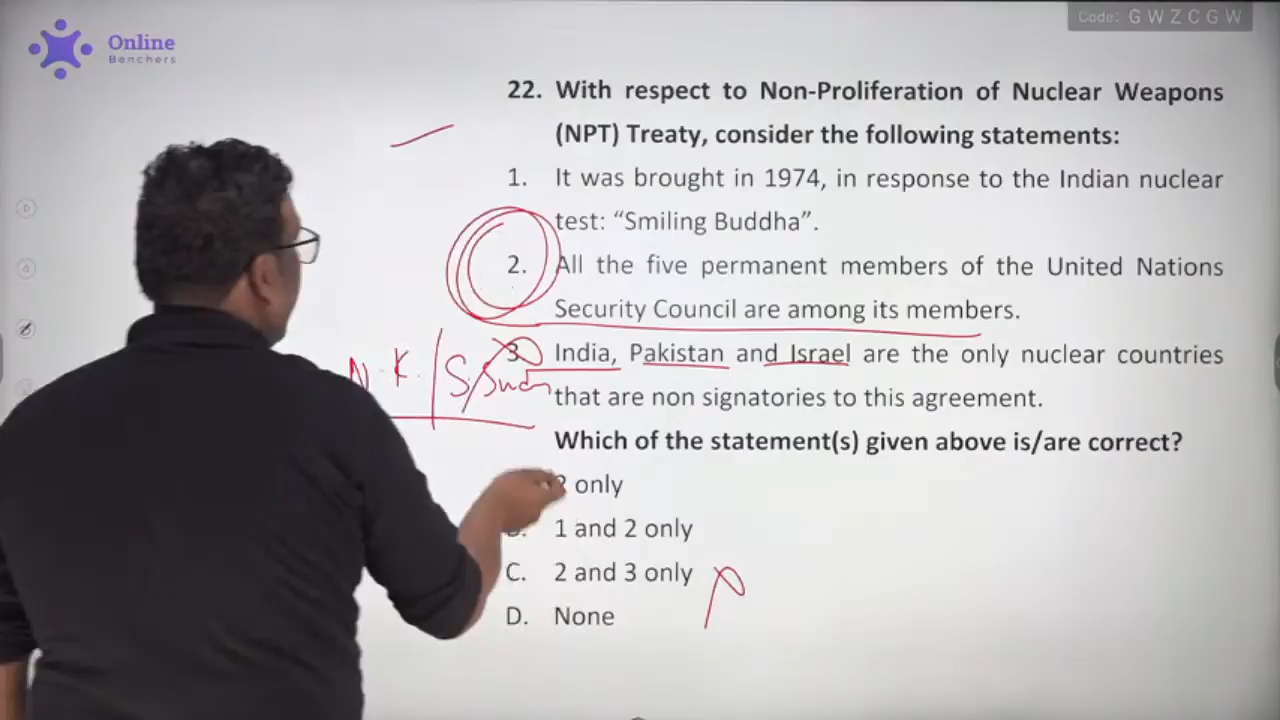 Online
Benchers
Code: G W Z C G W
22. With respect to Non-Proliferation of Nuclear Weapons
(NPT) Treaty, consider the following statements:
1. It was brought in 1974, in response to the Indian nuclear
test: “Smiling Buddha”.
2. All the five permanent members of the United Nations
Security Council are among its members.
3. India, Pakistan and Israel are the only nuclear countries
N. K. S. Sudan
that are non signatories to this agreement.
Which of the statement(s) given above is/are correct?
only
B. 1 and 2 only
C. 2 and 3 only
D. None